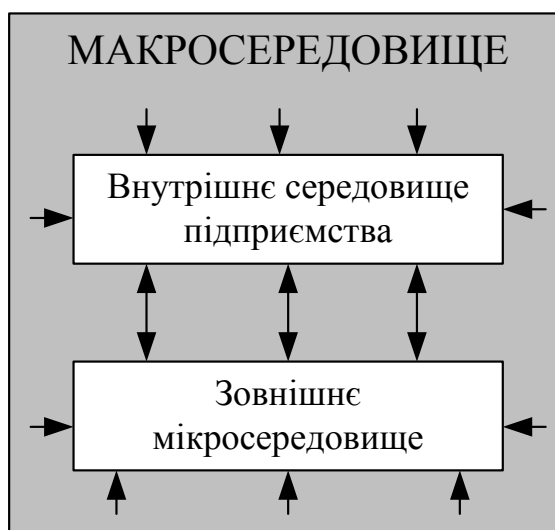 МАКРОСЕРЕДОВИЩЕ
Внутрішнє середовище
підприємства
Зовнішнє
мікросередовище